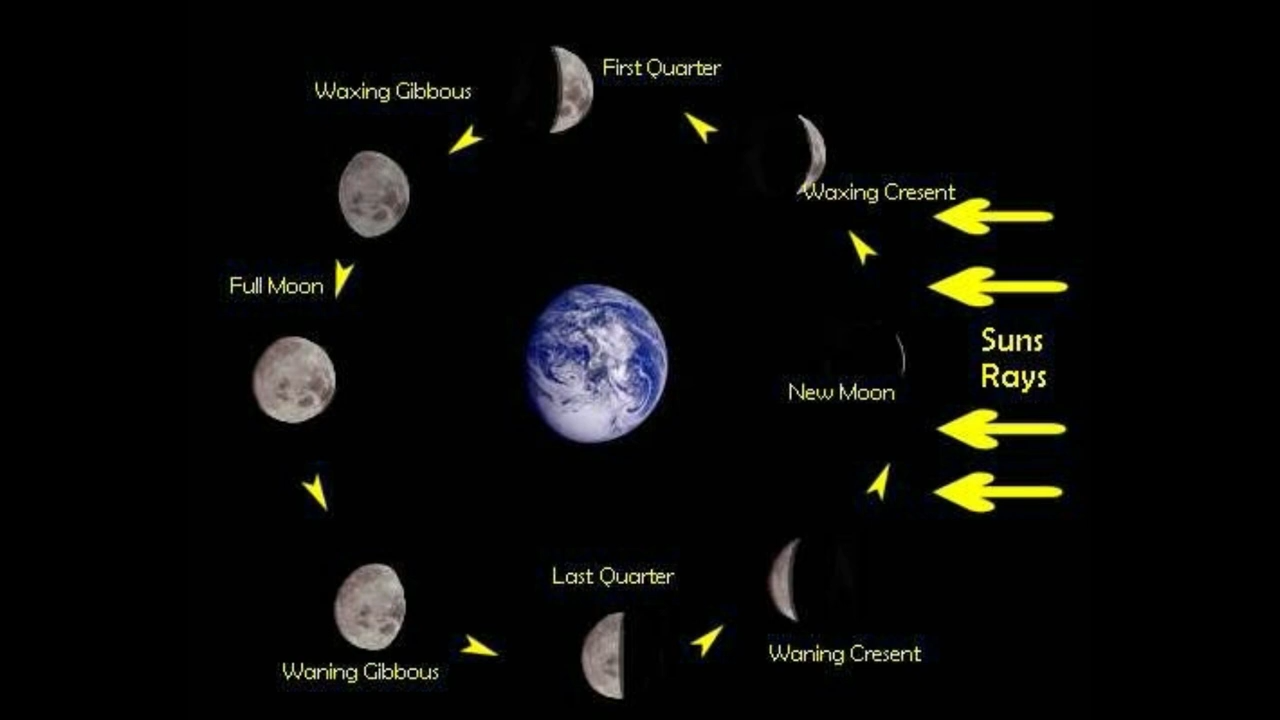 First Quarter
Waxing Gibbous
Waxing Cresent
Full Moon
Suns
Rays
New Moon
Last Quarter
Waning Cresent
Waning Gibbous